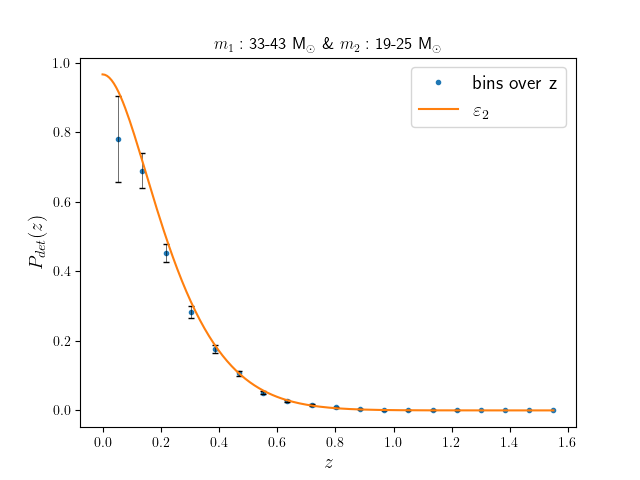 m₁ : 33-43 M☉ & m₂ : 19-25 M☉
1.0
0.8
0.6
0.4
0.2
0.0
P_det(z)
bins over z
ε₂
0.0 0.2 0.4 0.6 0.8 1.0 1.2 1.4 1.6
z